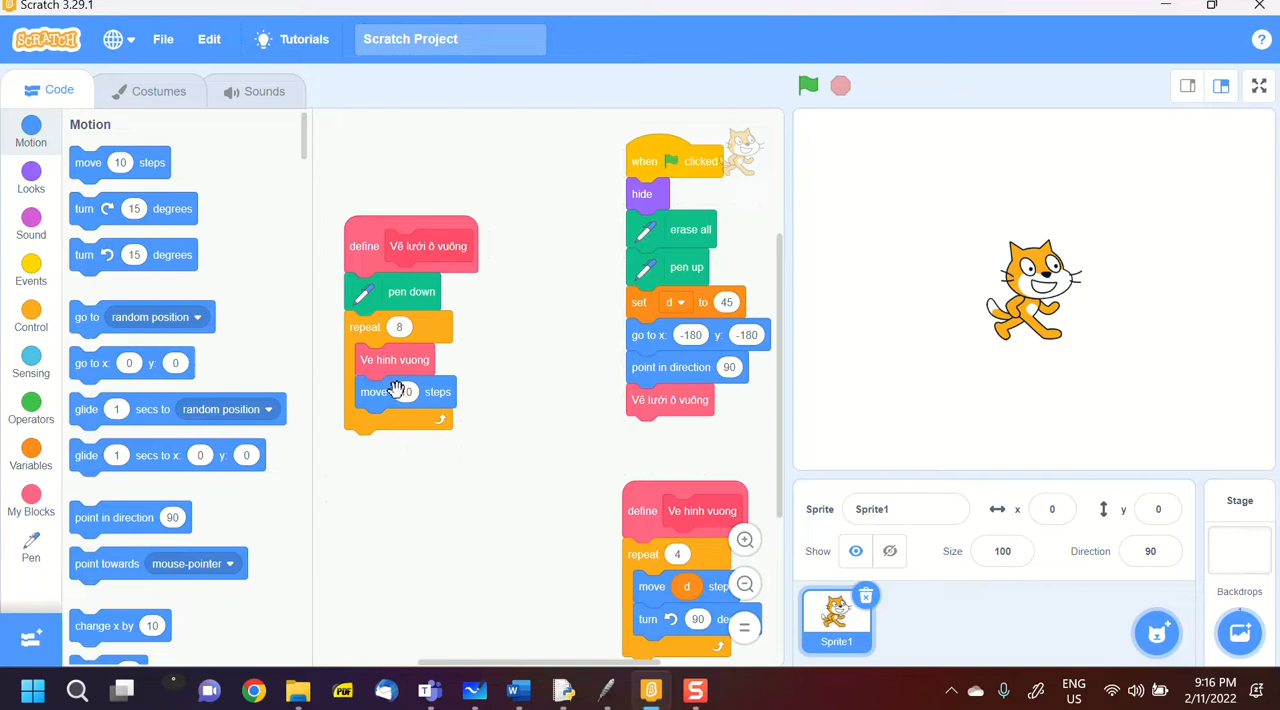 Scratch 3.29.1
SCRATCH
File
Edit
Tutorials
Scratch Project
?
Code
Costumes
Sounds
Motion
Looks
Sound
Events
Control
Sensing
Operators
Variables
My Blocks
Pen
Motion
move 10 steps
turn 15 degrees
turn 15 degrees
go to random position
go to x: 0 y: 0
glide 1 secs to random position
glide 1 secs to x: 0 y: 0
point in direction 90
point towards mouse-pointer
change x by 10
define Vẽ lưới ô vuông
pen down
repeat 8
Ve hinh vuong
move steps
when clicked
hide
erase all
pen up
set d to 45
go to x: -180 y: -180
point in direction 90
Vẽ lưới ô vuông
define Ve hinh vuong
repeat 4
move d
turn 90
Sprite Sprite1 x 0 y 0
Show Size 100 Direction 90
Sprite1
Stage
Backdrops
PDF
ENG
US
9:16 PM
2/11/2022